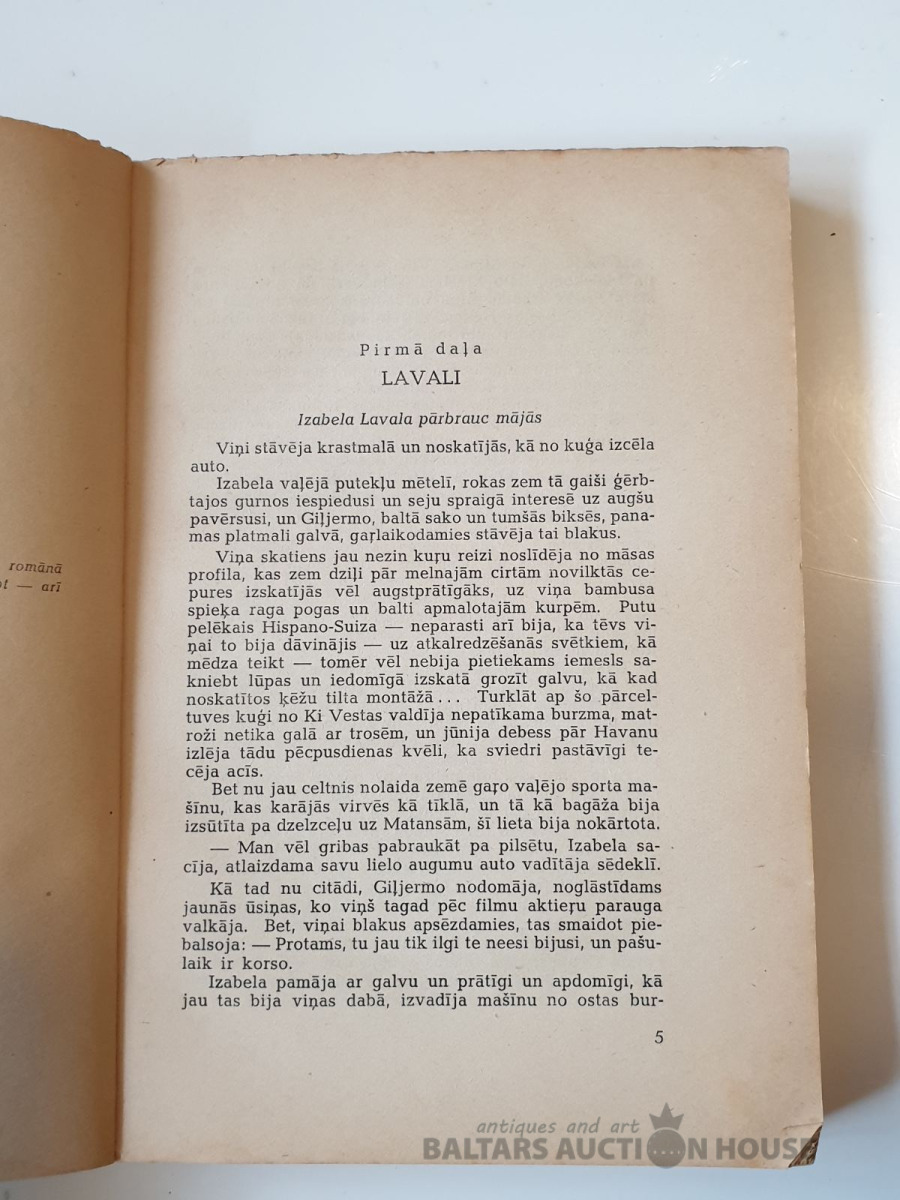 romānā
— arī
Pirmā daļa
LAVALI
Izabela Lavala pārbrauc mājās
Viņi stāvēja krastmalā un noskatījās, kā no kuģa izcēla
auto.
Izabela vaļējā putekļu mētelī, rokas zem tā gaiši ģērb-
tajos gurnos iespiedusi un seju spraigā interesē uz augšu
pavērsusi, un Giļjermo, baltā sako un tumšās biksēs, pana-
mas platmali galvā, gaŗlaikodamies stāvēja tai blakus.
Viņa skatiens jau nezin kuŗu reizi noslīdēja no māsas
profila, kas zem dziļi pār melnajām cirtām novilktās ce-
pures izskatījās vēl augstprātīgāks, uz viņa bambusa
spieķa raga pogas un balti apmalotajām kurpēm. Putu
pelēkais Hispano-Suiza — neparasti arī bija, ka tēvs vi-
ņai to bija dāvinājis — uz atkalredzēšanās svētkiem, kā
mēdza teikt — tomēr vēl nebija pietiekams iemesls sa-
kniebt lūpas un iedomīgā izskatā grozīt galvu, kā kad
noskatītos ķēžu tilta montāžā... Turklāt ap šo pārcel-
tuves kuģi no Ki Vestas valdīja nepatīkama burzma, mat-
roži netika galā ar trosēm, un jūnija debess pār Havanu
izlēja tādu pēcpusdienas kvēli, ka sviedri pastāvīgi te-
cēja acīs.
Bet nu jau celtnis nolaida zemē gaŗo vaļējo sporta ma-
šīnu, kas karājās virvēs kā tīklā, un tā kā bagāža bija
izsūtīta pa dzelzceļu uz Matansām, šī lieta bija nokārtota.
— Man vēl gribas pabraukāt pa pilsētu, Izabela sa-
cīja, atlaizdama savu lielo augumu auto vadītāja sēdeklī.
Kā tad nu citādi, Giļjermo nodomāja, noglāstīdams
jaunās ūsiņas, ko viņš tagad pēc filmu aktieŗu parauga
valkāja. Bet, viņai blakus apsēzdamies, tas smaidot pie-
balsoja: — Protams, tu jau tik ilgi te neesi bijusi, un pašu-
laik ir korso.
Izabela pamāja ar galvu un prātīgi un apdomīgi, kā
jau tas bija viņas dabā, izvadīja mašīnu no ostas bur-
5
antiques and art
BALTARS AUCTION HOUSE